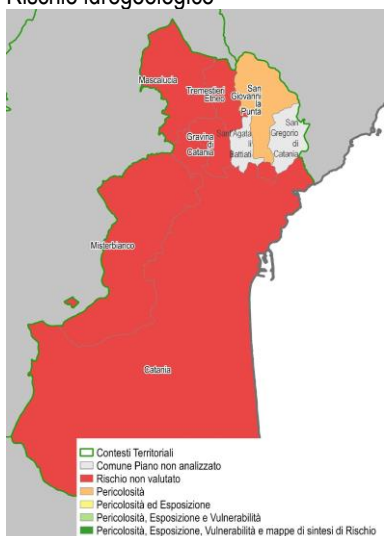 Rischio idrogeologico
Mascalucia
Tremestieri
Etneo
San
Giovanni
la
Punta
Gravina
di
Catania
Sant'Agata
li
Battiati
San
Gregorio
di
Catania
Misterbianco
Catania
Contesti Territoriali
Comune Piano non analizzato
Rischio non valutato
Pericolosità
Pericolosità ed Esposizione
Pericolosità, Esposizione e Vulnerabilità
Pericolosità, Esposizione, Vulnerabilità e mappe di sintesi di Rischio